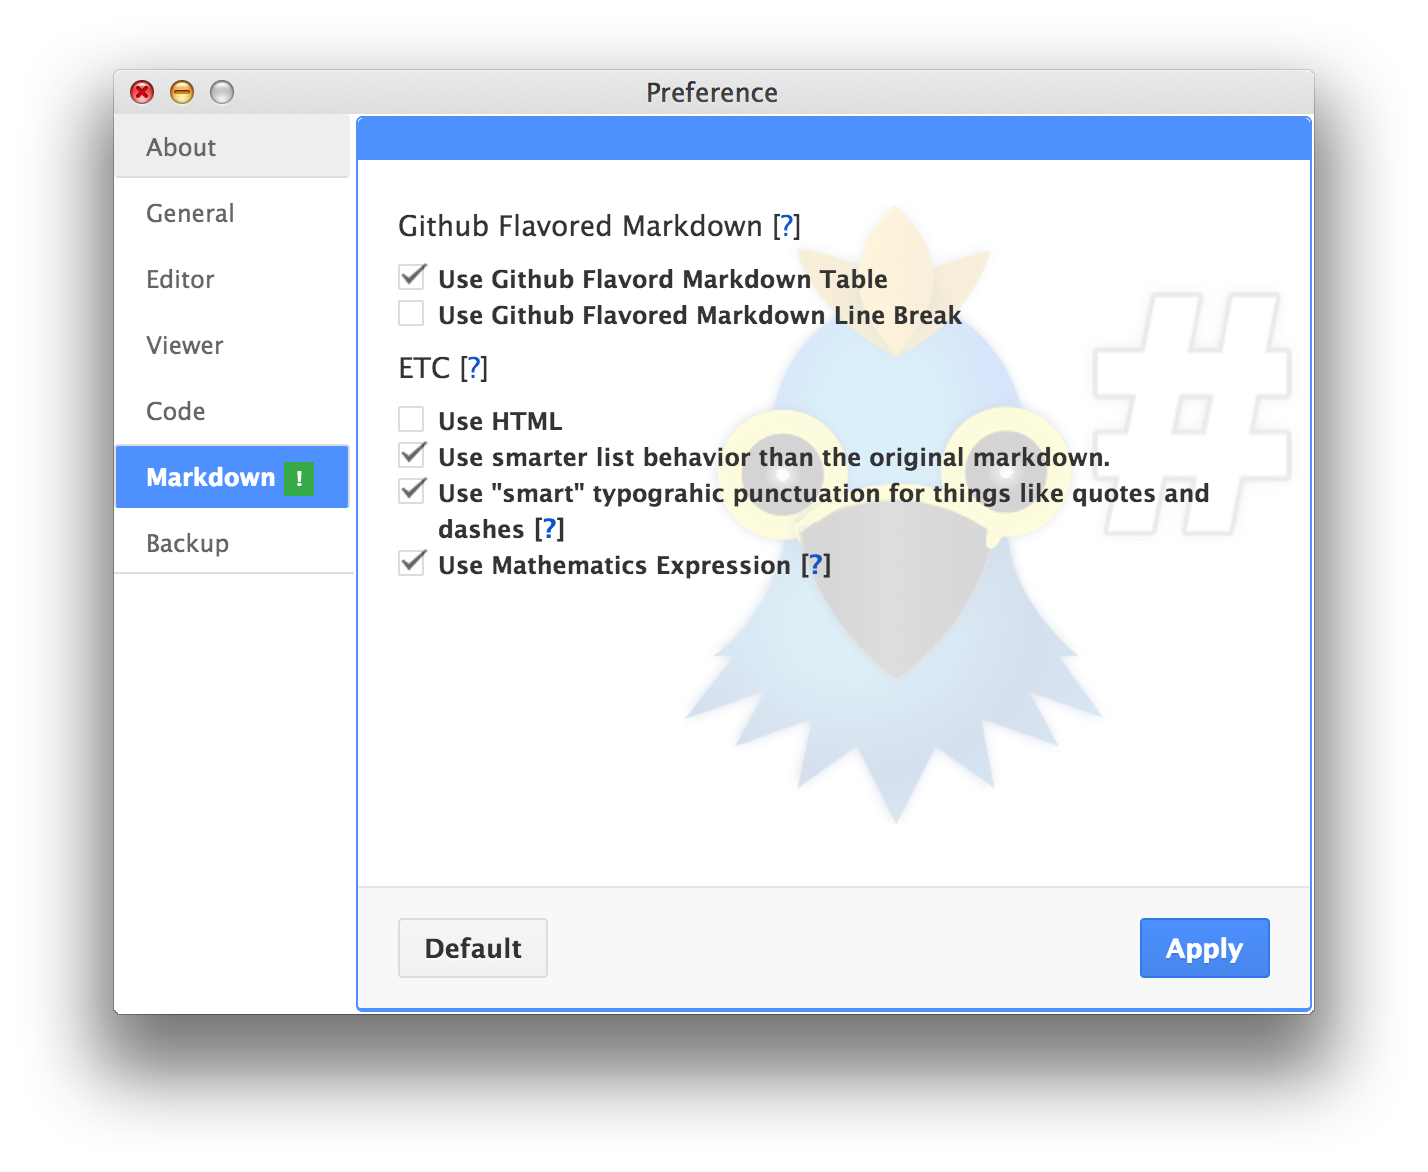 Preference
About
General
Editor
Viewer
Code
Markdown !
Backup
Github Flavored Markdown [?]
Use Github Flavord Markdown Table
Use Github Flavored Markdown Line Break
ETC [?]
Use HTML
Use smarter list behavior than the original markdown.
Use "smart" typograhic punctuation for things like quotes and
dashes [?]
Use Mathematics Expression [?]
#
Default
Apply